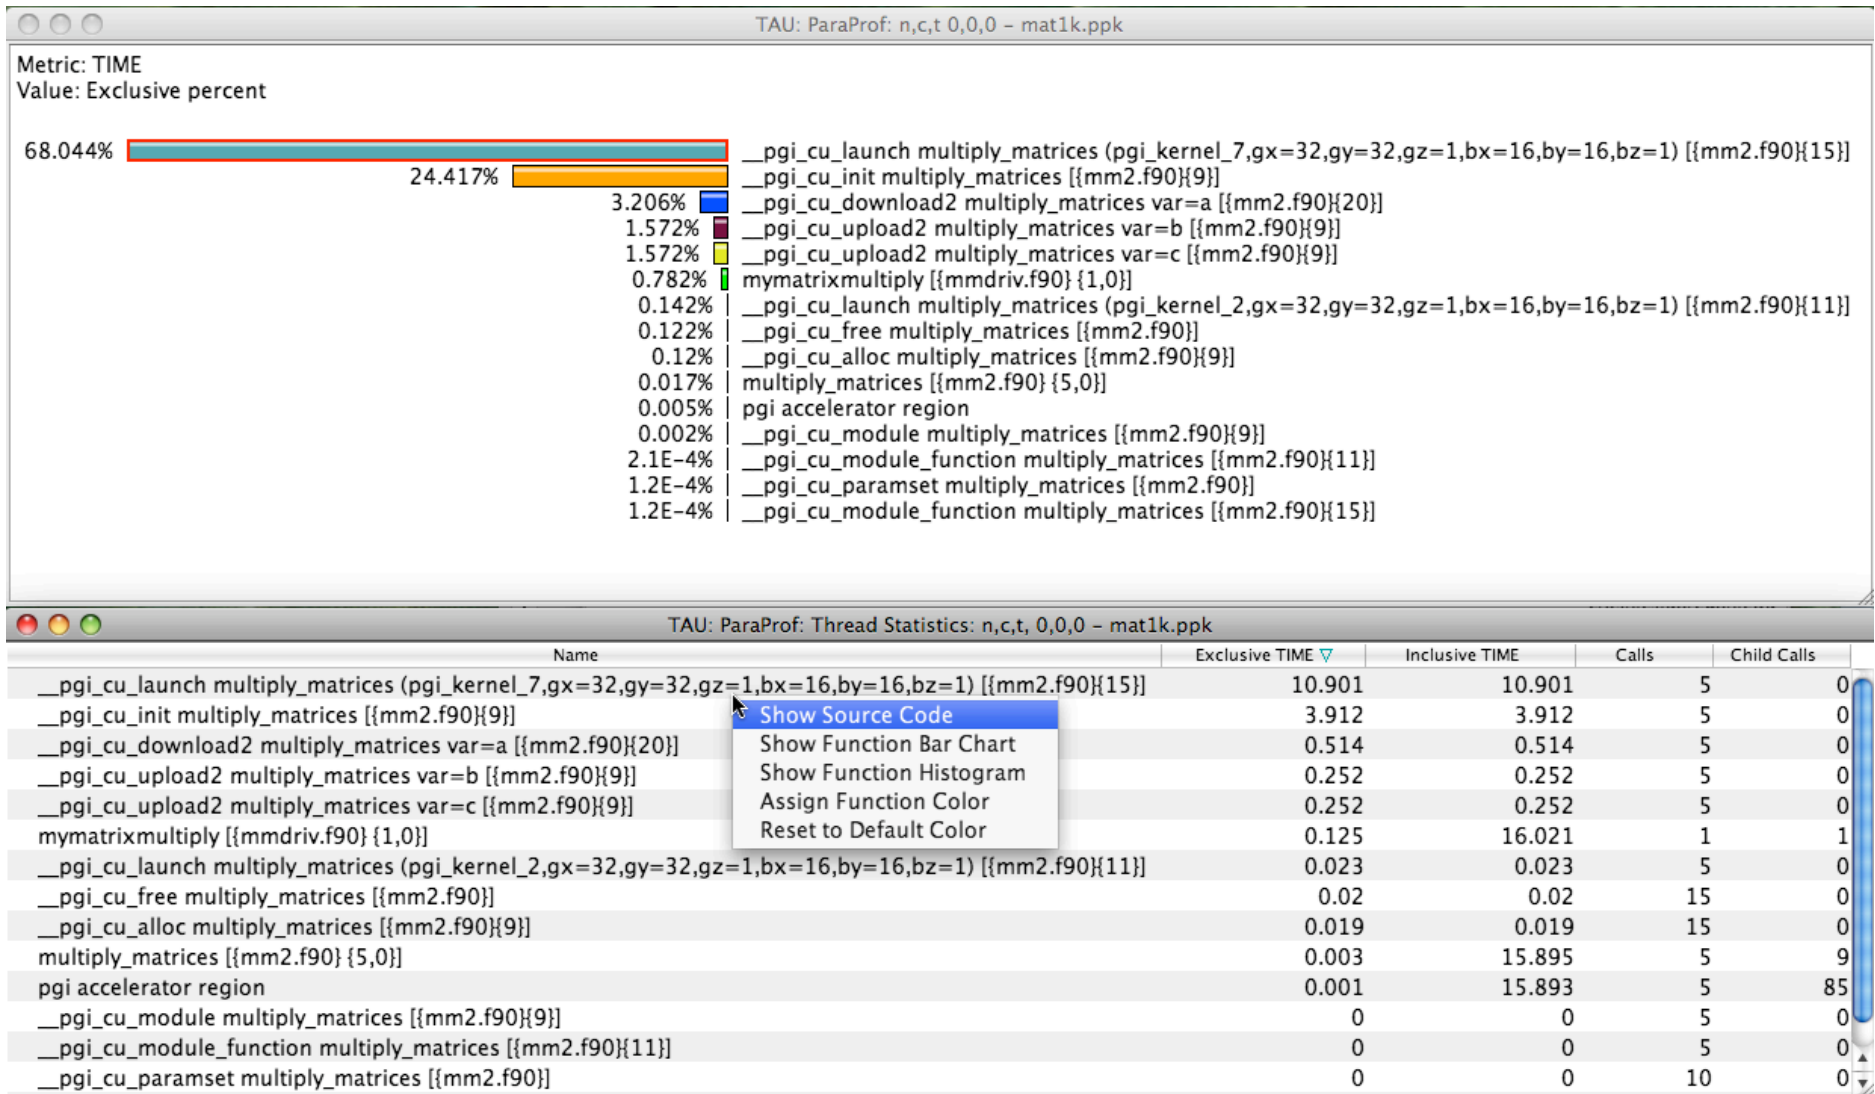 TAU: ParaProf: n,c,t 0,0,0 – mat1k.ppk
Metric: TIME
Value: Exclusive percent
68.044% __pgi_cu_launch multiply_matrices (pgi_kernel_7,gx=32,gy=32,gz=1,bx=16,by=16,bz=1) [{mm2.f90}{15}]
24.417% __pgi_cu_init multiply_matrices [{mm2.f90}{9}]
3.206% __pgi_cu_download2 multiply_matrices var=a [{mm2.f90}{20}]
1.572% __pgi_cu_upload2 multiply_matrices var=b [{mm2.f90}{9}]
1.572% __pgi_cu_upload2 multiply_matrices var=c [{mm2.f90}{9}]
0.782% mymatrixmultiply [{mmdriv.f90} {1,0}]
0.142% __pgi_cu_launch multiply_matrices (pgi_kernel_2,gx=32,gy=32,gz=1,bx=16,by=16,bz=1) [{mm2.f90}{11}]
0.122% __pgi_cu_free multiply_matrices [{mm2.f90}]
0.12% __pgi_cu_alloc multiply_matrices [{mm2.f90}{9}]
0.017% multiply_matrices [{mm2.f90} {5,0}]
0.005% pgi accelerator region
0.002% __pgi_cu_module multiply_matrices [{mm2.f90}{9}]
2.1E-4% __pgi_cu_module_function multiply_matrices [{mm2.f90}{11}]
1.2E-4% __pgi_cu_paramset multiply_matrices [{mm2.f90}]
1.2E-4% __pgi_cu_module_function multiply_matrices [{mm2.f90}{15}]
TAU: ParaProf: Thread Statistics: n,c,t, 0,0,0 – mat1k.ppk
Name Exclusive TIME Inclusive TIME Calls Child Calls
__pgi_cu_launch multiply_matrices (pgi_kernel_7,gx=32,gy=32,gz=1,bx=16,by=16,bz=1) [{mm2.f90}{15}] 10.901 10.901 5 0
__pgi_cu_init multiply_matrices [{mm2.f90}{9}] 3.912 3.912 5 0
__pgi_cu_download2 multiply_matrices var=a [{mm2.f90}{20}] 0.514 0.514 5 0
__pgi_cu_upload2 multiply_matrices var=b [{mm2.f90}{9}] 0.252 0.252 5 0
__pgi_cu_upload2 multiply_matrices var=c [{mm2.f90}{9}] 0.252 0.252 5 0
mymatrixmultiply [{mmdriv.f90} {1,0}] 0.125 16.021 1 1
__pgi_cu_launch multiply_matrices (pgi_kernel_2,gx=32,gy=32,gz=1,bx=16,by=16,bz=1) [{mm2.f90}{11}] 0.023 0.023 5 0
__pgi_cu_free multiply_matrices [{mm2.f90}] 0.02 0.02 15 0
__pgi_cu_alloc multiply_matrices [{mm2.f90}{9}] 0.019 0.019 15 0
multiply_matrices [{mm2.f90} {5,0}] 0.003 15.895 5 9
pgi accelerator region 0.001 15.893 5 85
__pgi_cu_module multiply_matrices [{mm2.f90}{9}] 0 0 5 0
__pgi_cu_module_function multiply_matrices [{mm2.f90}{11}] 0 0 5 0
__pgi_cu_paramset multiply_matrices [{mm2.f90}] 0 0 10 0
Show Source Code
Show Function Bar Chart
Show Function Histogram
Assign Function Color
Reset to Default Color